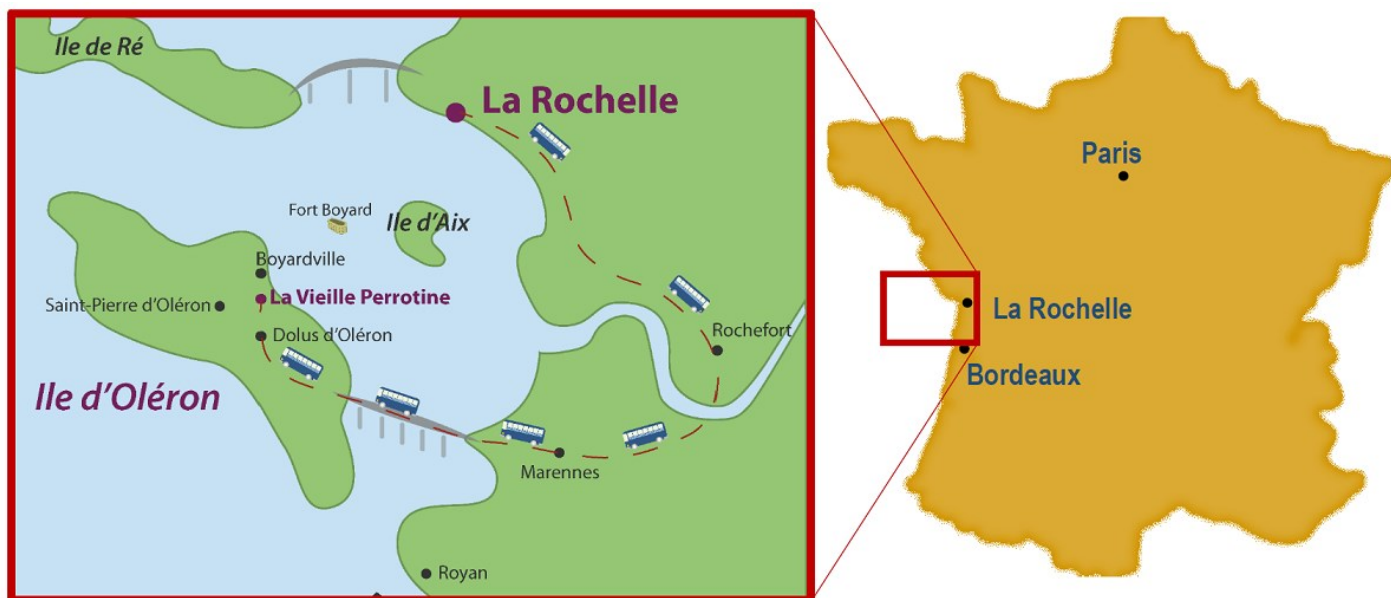 Ile de Ré
La Rochelle
Fort Boyard
Ile d'Aix
Boyardville
La Vieille Perrotine
Saint-Pierre d'Oléron
Dolus d'Oléron
Rochefort
Ile d'Oléron
Marennes
Royan
Paris
La Rochelle
Bordeaux